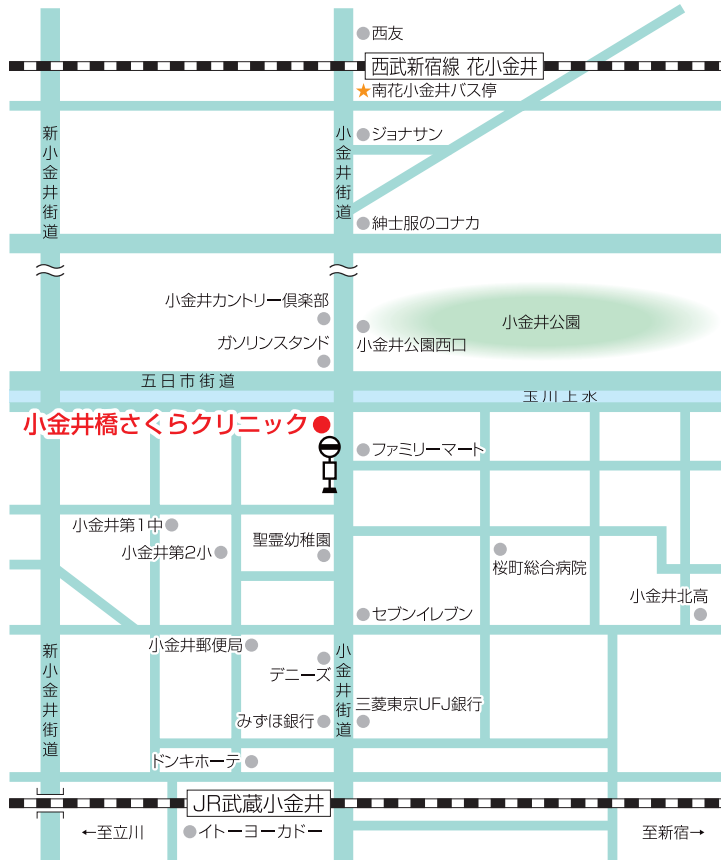 西友
西武新宿線 花小金井
★南花小金井バス停
新小金井街道
小金井街道
ジョナサン
紳士服のコナカ
小金井カントリー倶楽部
小金井公園
ガソリンスタンド
小金井公園西口
五日市街道
玉川上水
小金井橋さくらクリニック
ファミリーマート
小金井第1中
聖霊幼稚園
小金井第2小
桜町総合病院
小金井北高
セブンイレブン
新小金井街道
小金井郵便局
小金井街道
デニーズ
三菱東京UFJ銀行
みずほ銀行
ドンキホーテ
JR武蔵小金井
←至立川
イトーヨーカドー
至新宿→